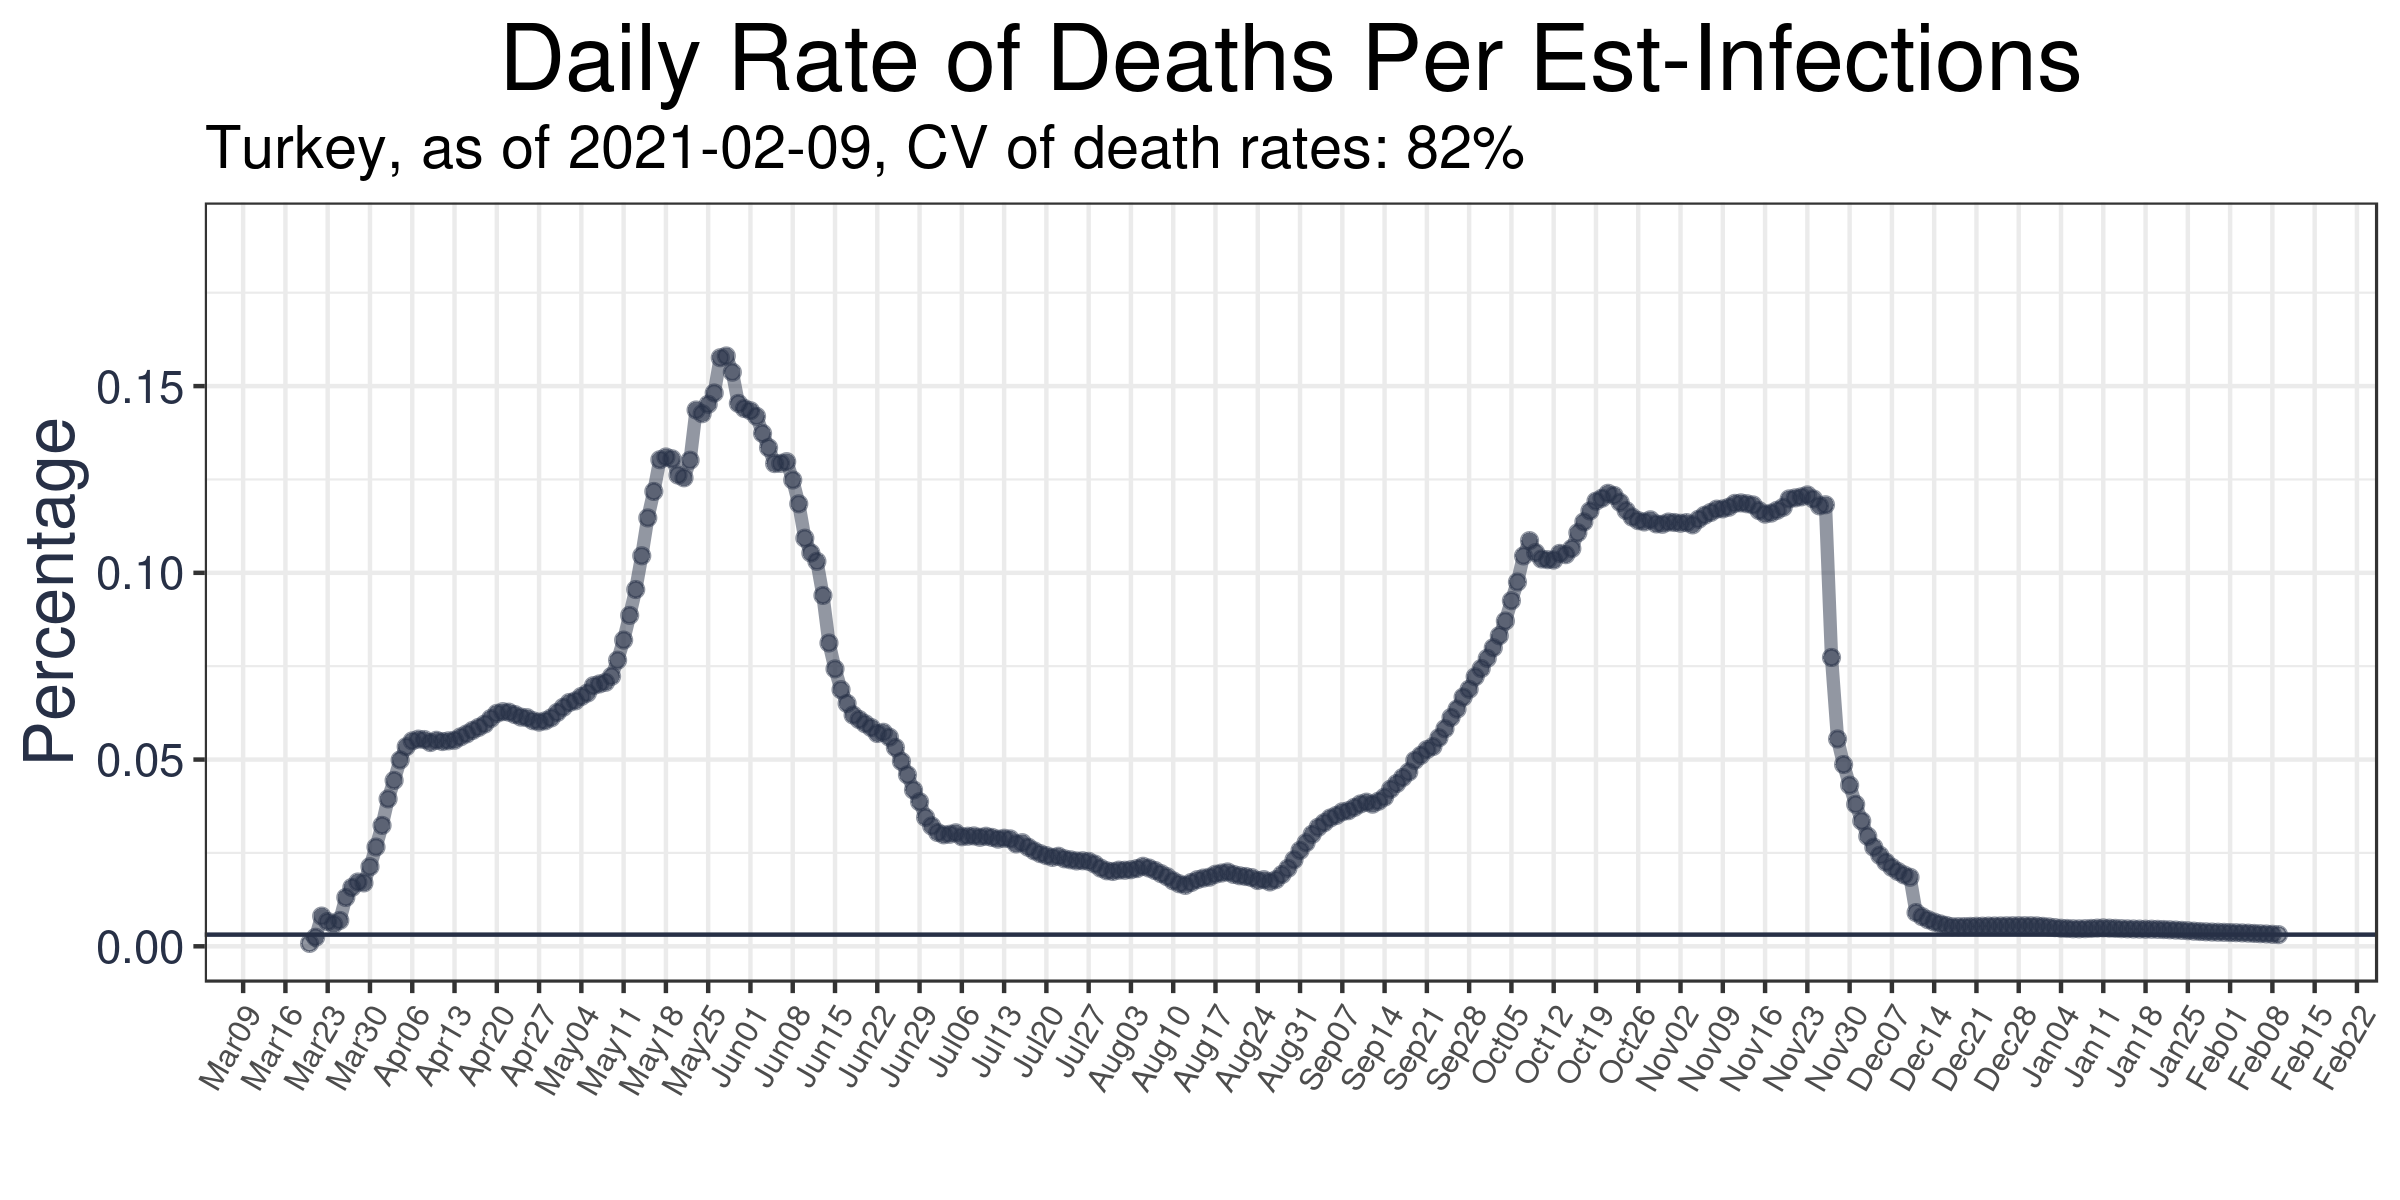 Daily Rate of Deaths Per Est-Infections
Turkey, as of 2021-02-09, CV of death rates: 82%
Percentage
0.15
0.10
0.05
0.00
Mar09
Mar16
Mar23
Mar30
Apr06
Apr13
Apr20
Apr27
May04
May11
May18
May25
Jun01
Jun08
Jun15
Jun22
Jun29
Jul06
Jul13
Jul20
Jul27
Aug03
Aug10
Aug17
Aug24
Aug31
Sep07
Sep14
Sep21
Sep28
Oct05
Oct12
Oct19
Oct26
Nov02
Nov09
Nov16
Nov23
Nov30
Dec07
Dec14
Dec21
Dec28
Jan04
Jan11
Jan18
Jan25
Feb01
Feb08
Feb15
Feb22